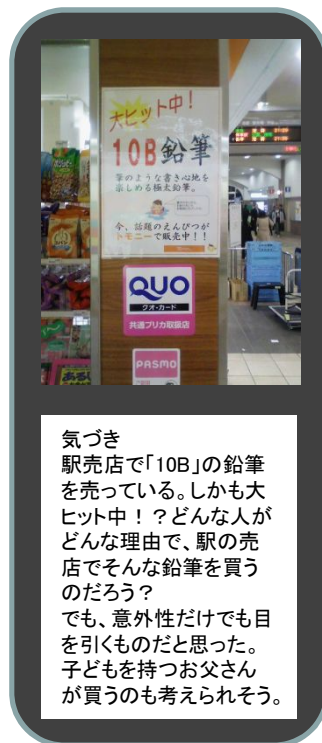 大ヒット中!
10B鉛筆
筆のような書き心地を
楽しめる極太鉛筆。
今、話題のえんぴつが
トモニーで販売中!!
QUO
クオ・カード
共通プリカ取扱店
PASMO
気づき
駅売店で「10B」の鉛筆
を売っている。しかも大
ヒット中!?どんな人が
どんな理由で、駅の売
店でそんな鉛筆を買う
のだろう?
でも、意外性だけでも目
を引くものだと思った。
子どもを持つお父さん
が買うのも考えられそう。